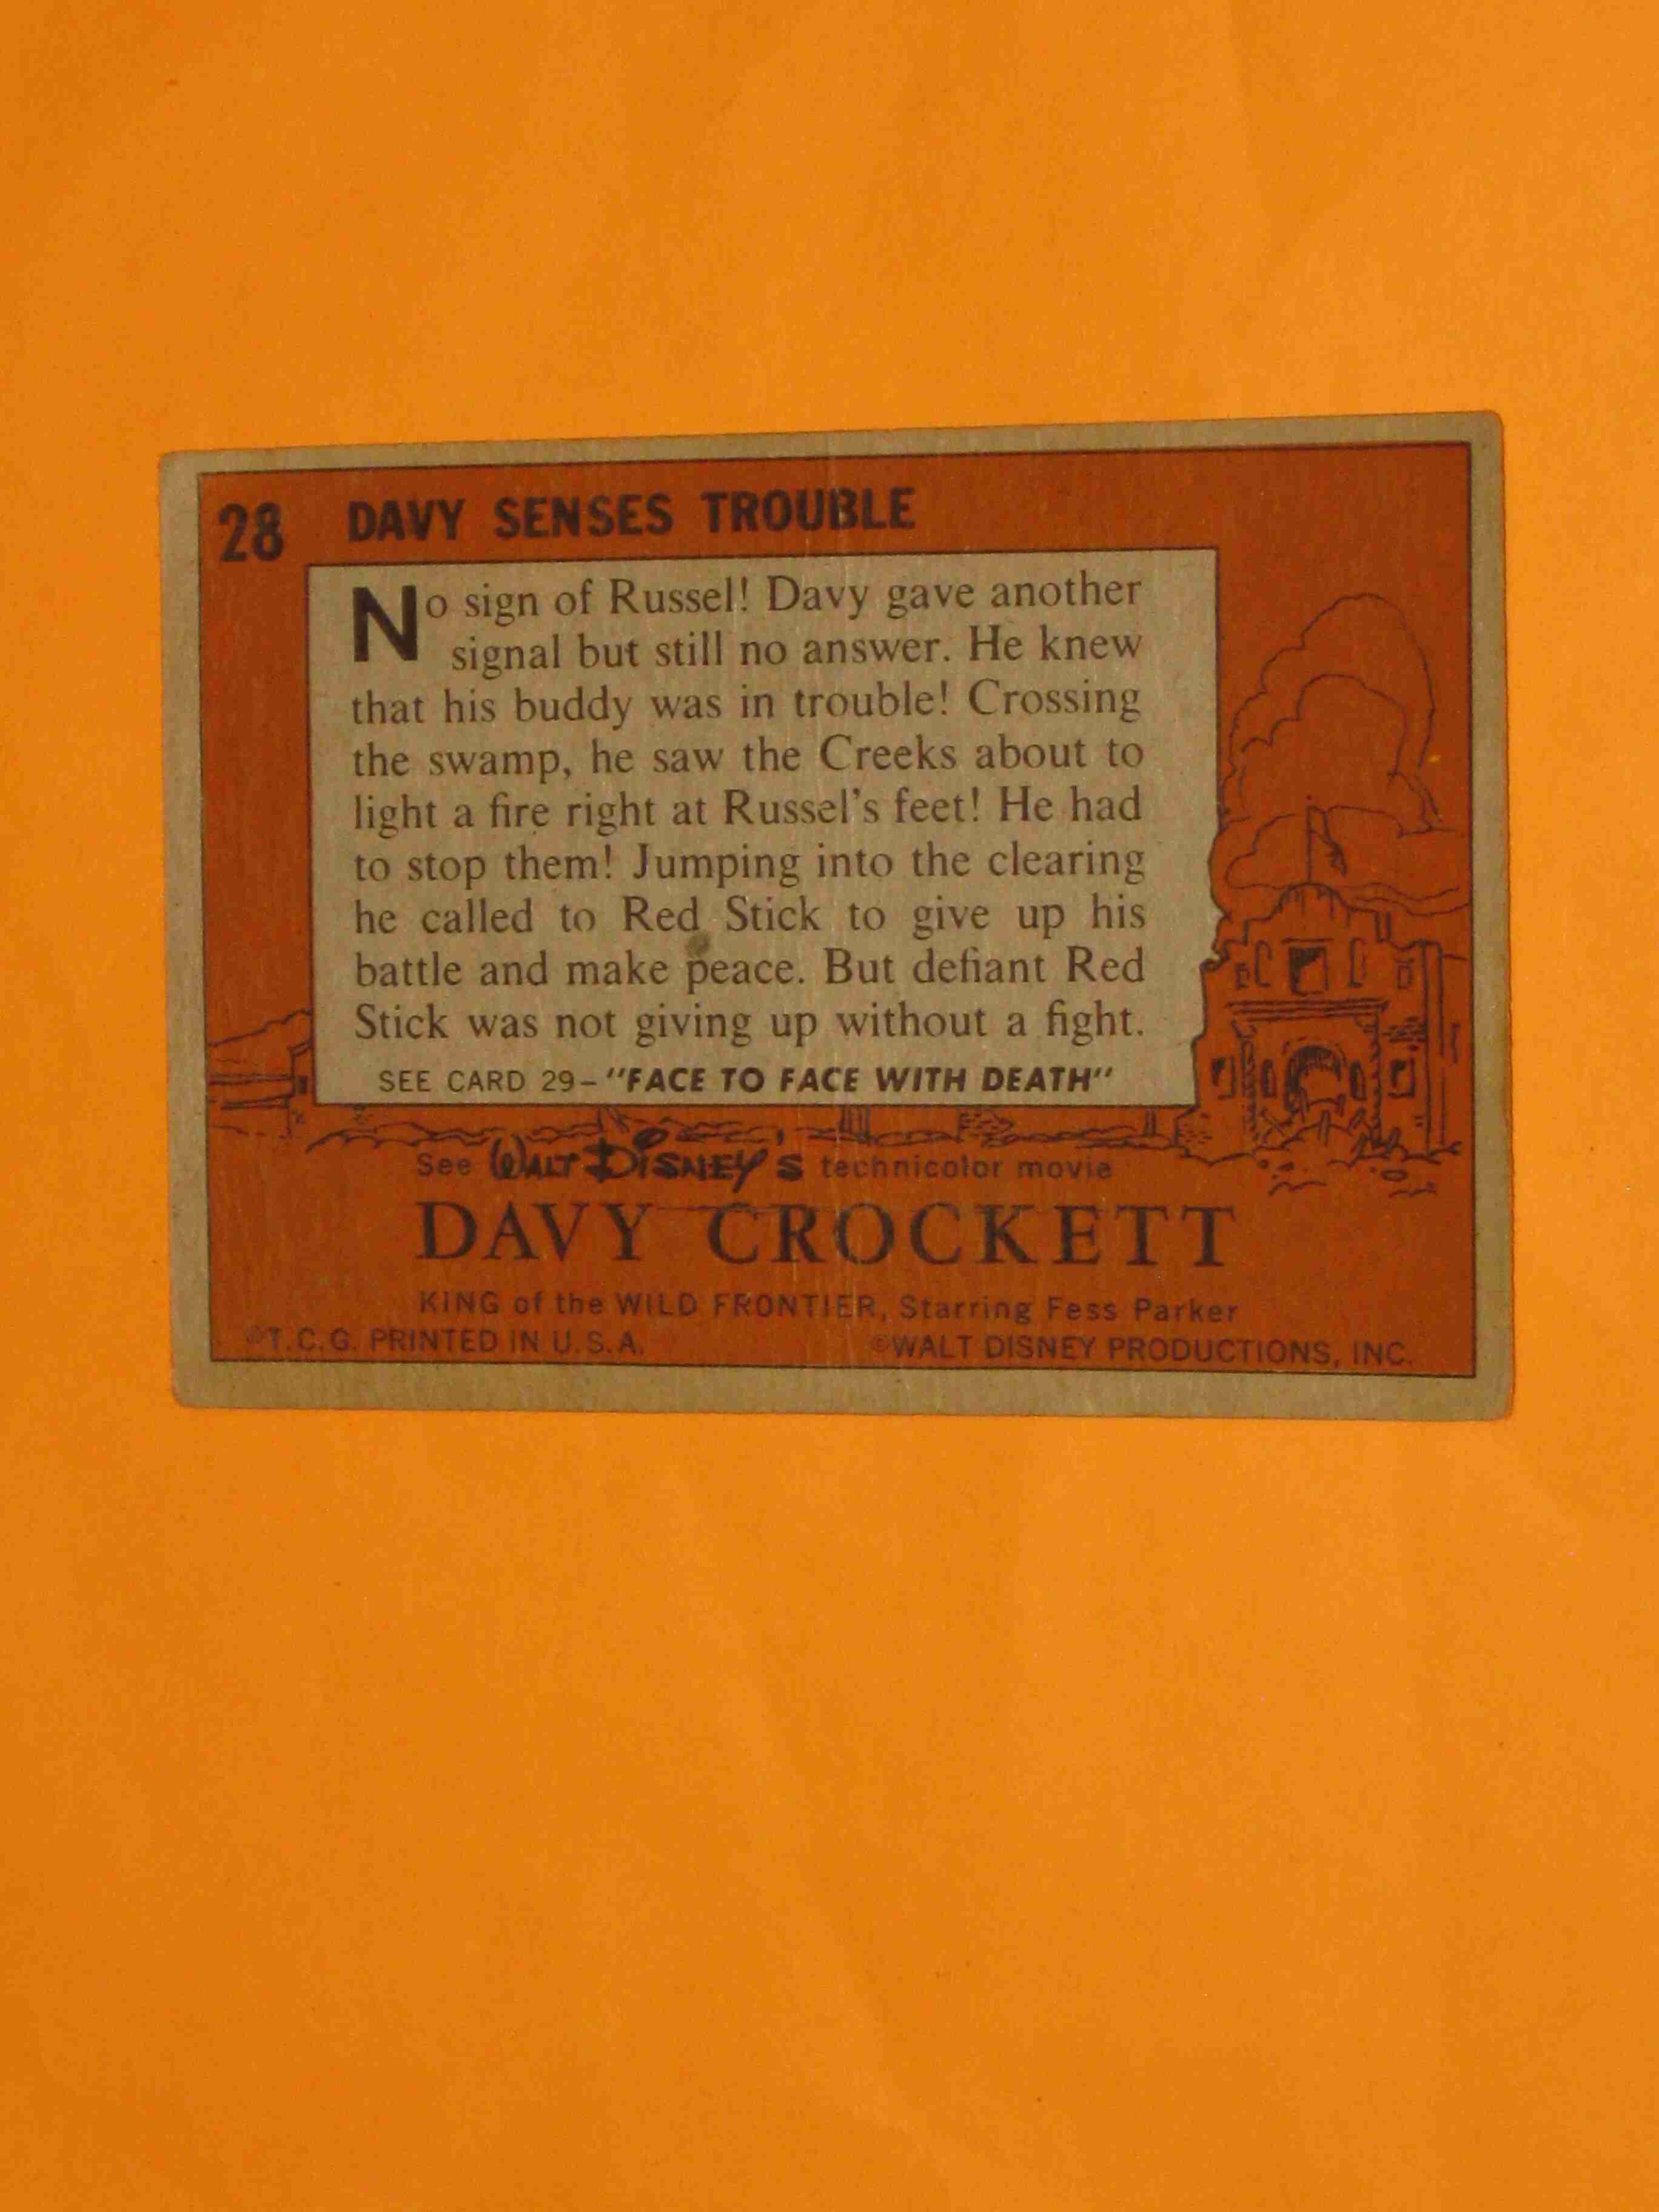 28 DAVY SENSES TROUBLE
No sign of Russel! Davy gave another
signal but still no answer. He knew
that his buddy was in trouble! Crossing
the swamp, he saw the Creeks about to
light a fire right at Russel's feet! He had
to stop them! Jumping into the clearing
he called to Red Stick to give up his
battle and make peace. But defiant Red
Stick was not giving up without a fight.
SEE CARD 29–"FACE TO FACE WITH DEATH"
See WALT DISNEY'S technicolor movie
DAVY CROCKETT
KING of the WILD FRONTIER, Starring Fess Parker
©T.C.G. PRINTED IN U.S.A. ©WALT DISNEY PRODUCTIONS, INC.